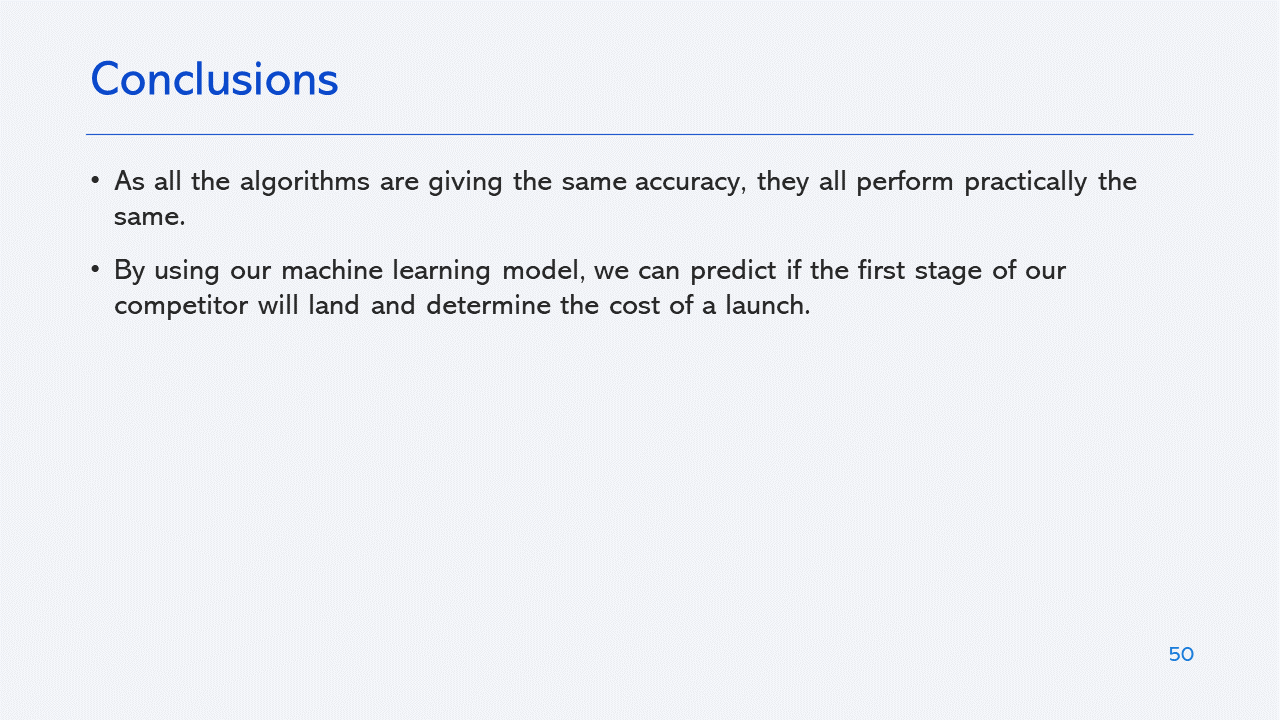 Conclusions
• As all the algorithms are giving the same accuracy, they all perform practically the
same.
• By using our machine learning model, we can predict if the first stage of our
competitor will land and determine the cost of a launch.
50